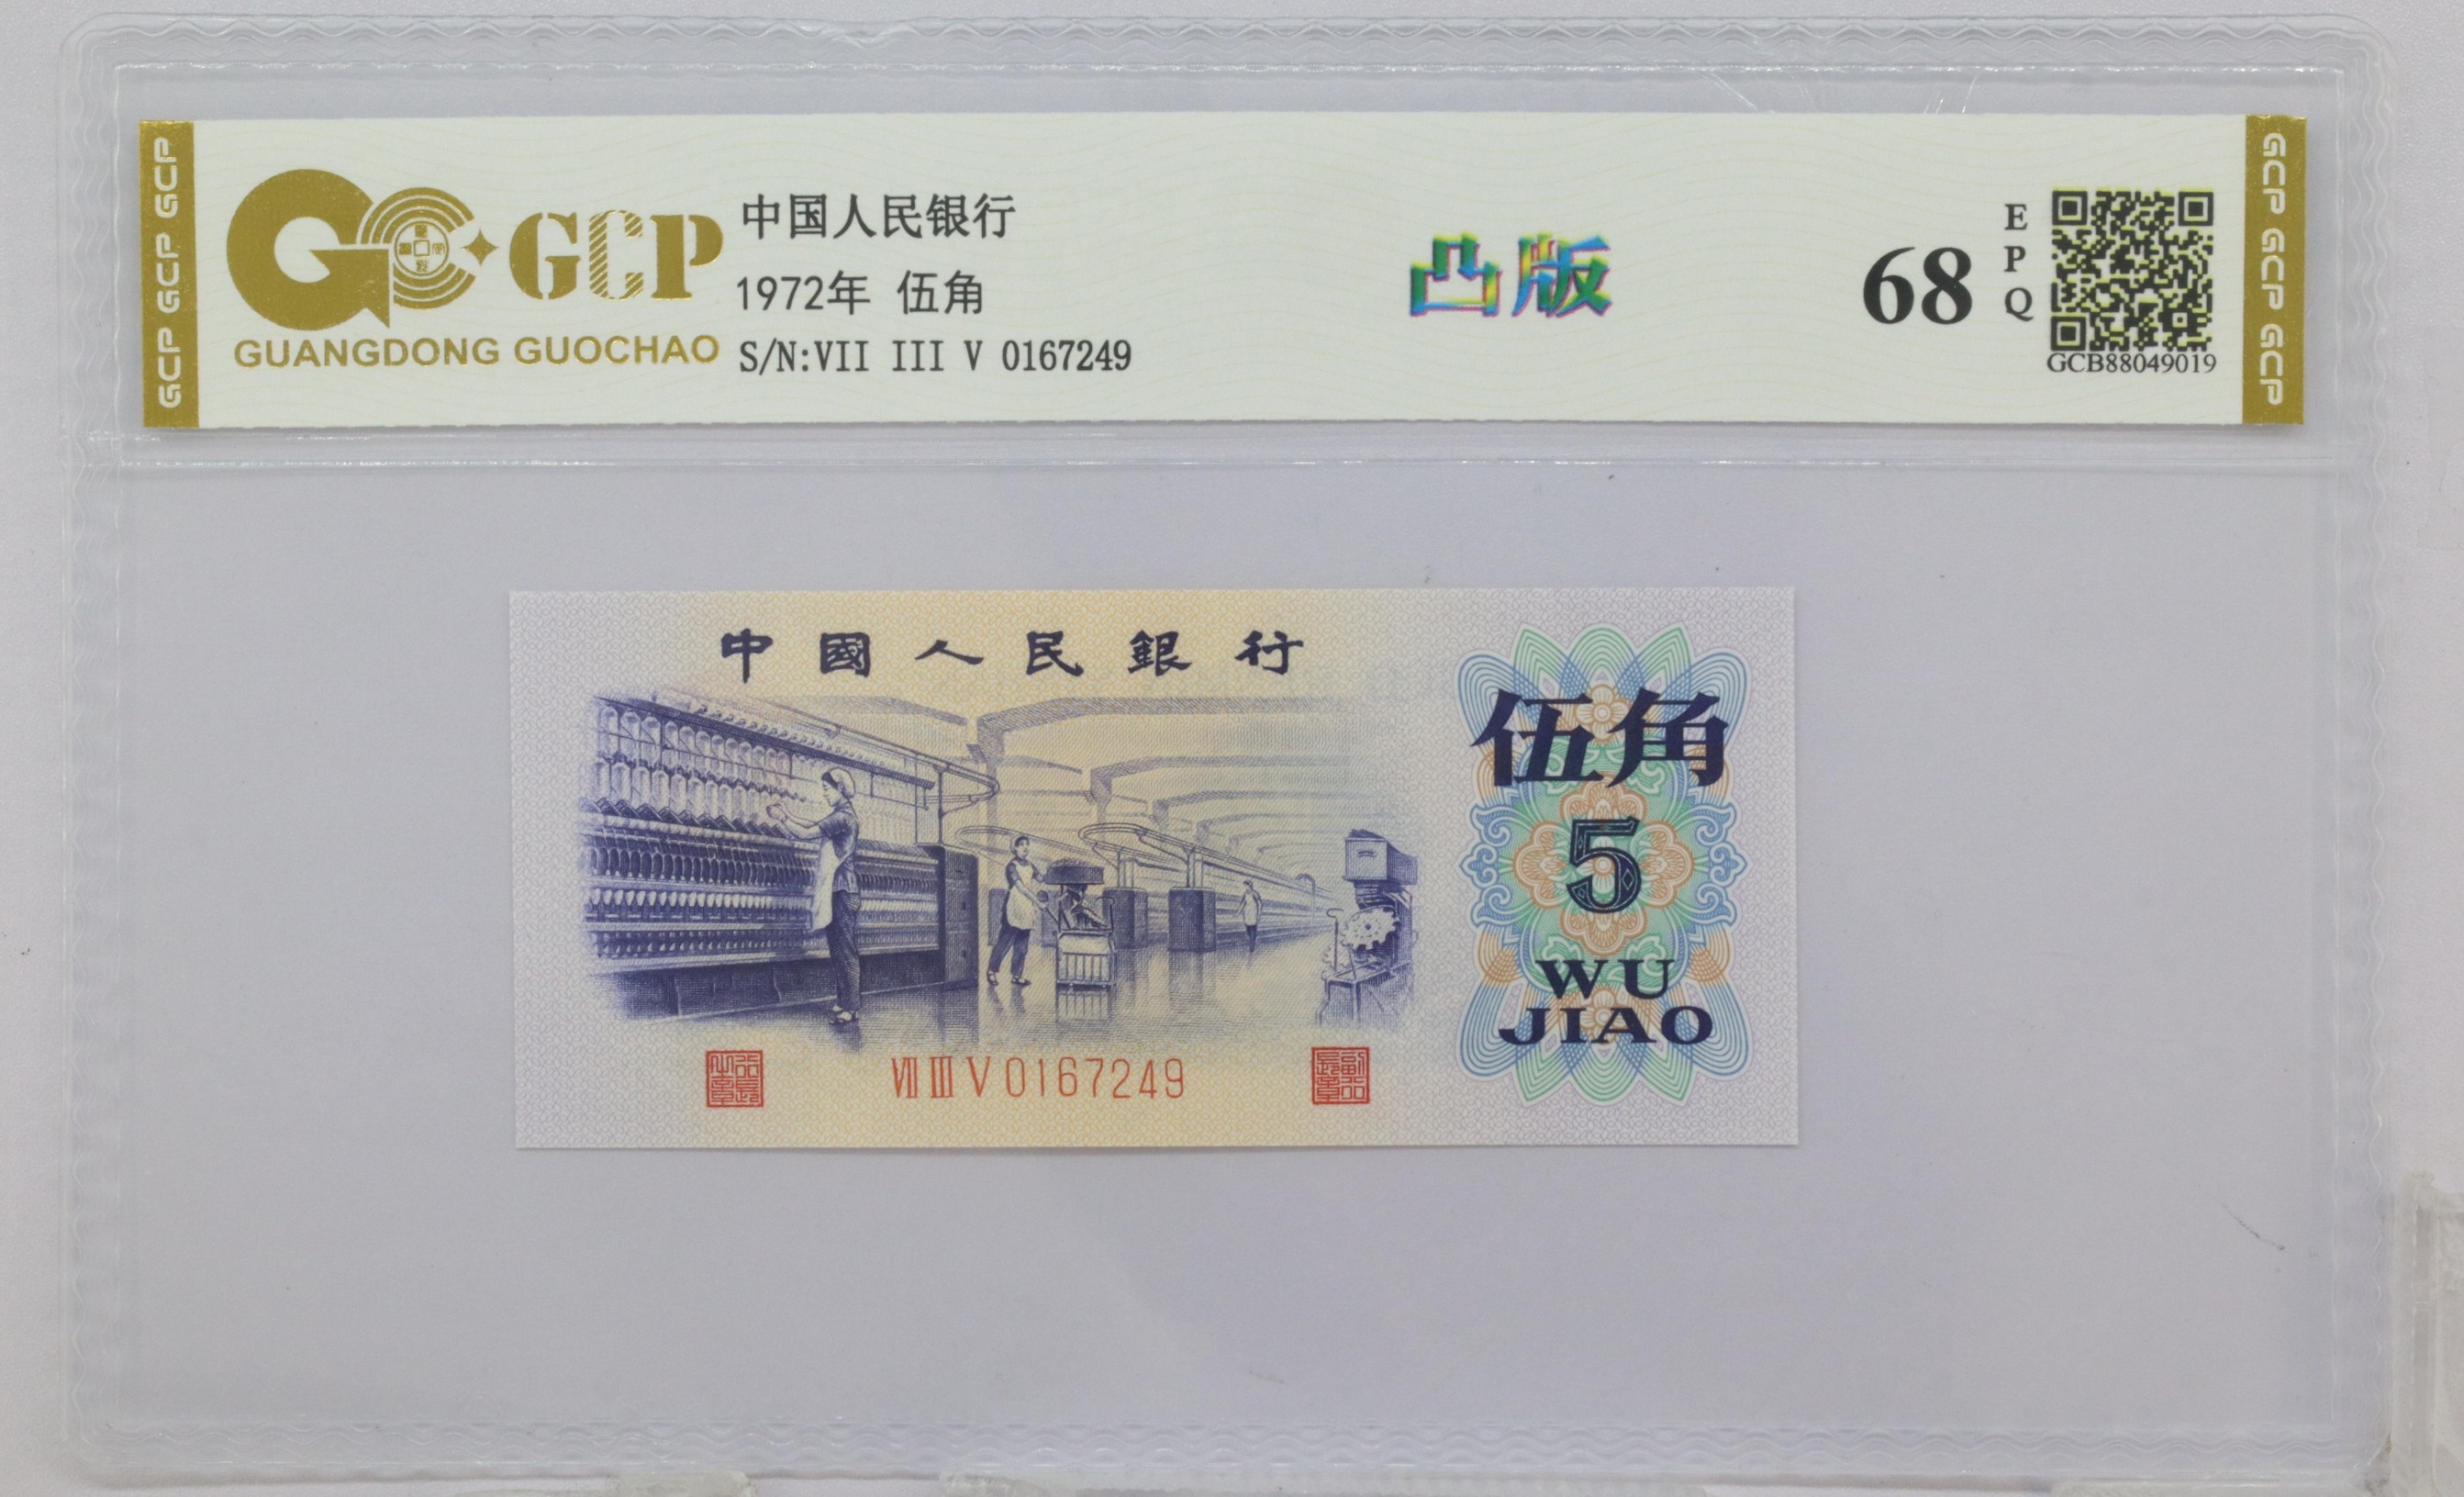 GCP GCP GCP
GCP
GUANGDONG GUOCHAO
中国人民银行
1972年 伍角
S/N:VII III V 0167249
凸版
68
EPQ
GCB88049019
GCP GCP GCP
中國人民銀行
伍角
5
WU
JIAO
VII III V 0167249